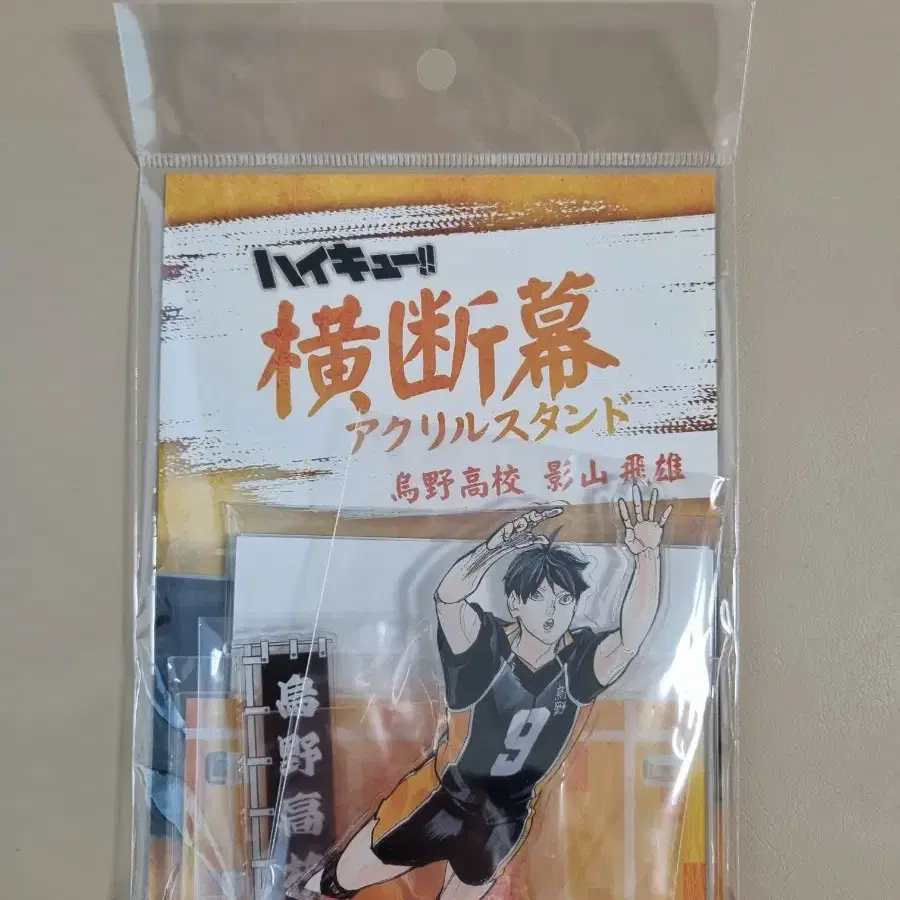 ハイキュー!!
横断幕
アクリルスタンド
烏野高校 影山飛雄
烏野
9
烏野高